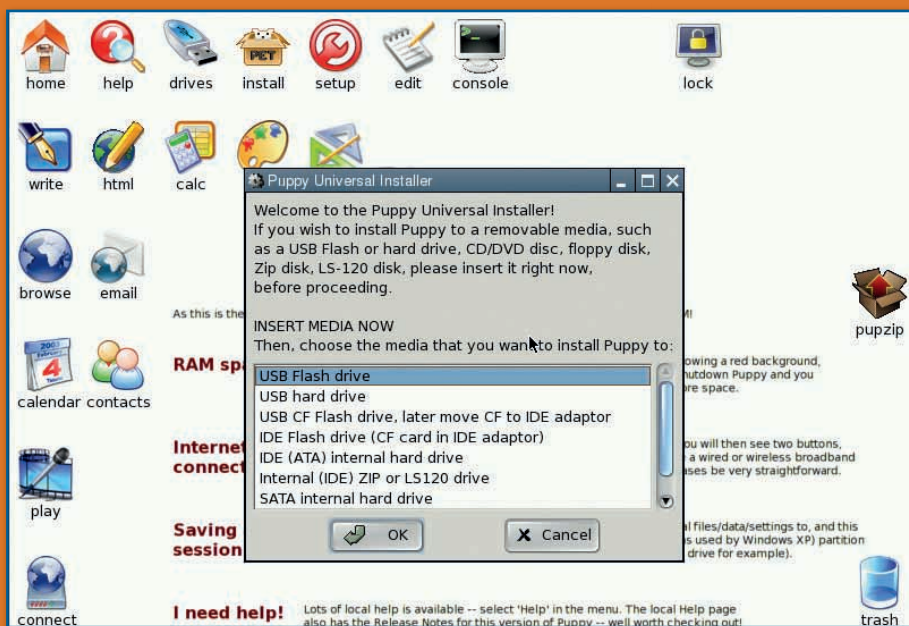 home
help
drives
PET
install
setup
edit
console
lock
write
html
calc
Puppy Universal Installer
Welcome to the Puppy Universal Installer!
If you wish to install Puppy to a removable media, such
as a USB Flash or hard drive, CD/DVD disc, floppy disk,
Zip disk, LS-120 disk, please insert it right now,
before proceeding.
INSERT MEDIA NOW
Then, choose the media that you want to install Puppy to:
USB Flash drive
USB hard drive
USB CF Flash drive, later move CF to IDE adaptor
IDE Flash drive (CF card in IDE adaptor)
IDE (ATA) internal hard drive
Internal (IDE) ZIP or LS120 drive
SATA internal hard drive
OK
Cancel
browse
email
pupzip
As this is the
M!
RAM
owing a red background,
hutdown Puppy and you
ore space.
4
calendar
contacts
Internet
connect
ou will then see two buttons,
a wired or wireless broadband
ases be very straightforward.
play
Saving
session
al files/data/settings to, and this
s used by Windows XP) partition
drive for example).
connect
I need help!
Lots of local help is available -- select 'Help' in the menu. The local Help page
also has the Release Notes for this version of Puppy -- well worth checking out!
trash